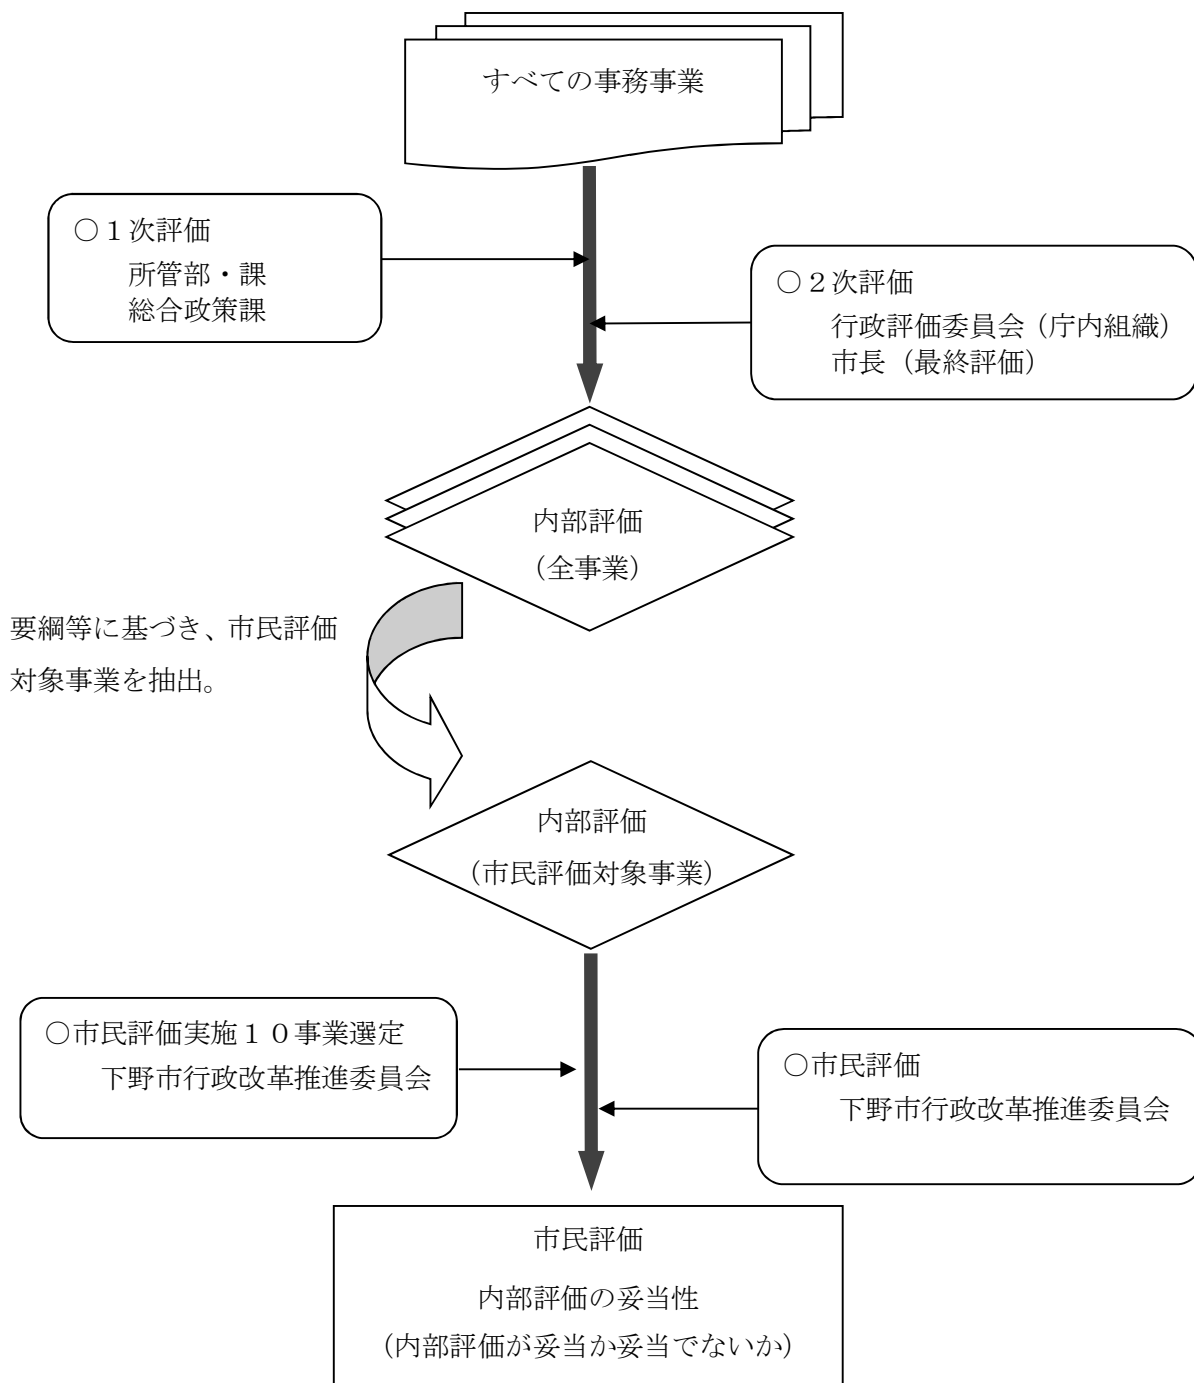 すべての事務事業
○１次評価
所管部・課
総合政策課
○２次評価
行政評価委員会（庁内組織）
市長（最終評価）
内部評価
（全事業）
要綱等に基づき、市民評価
対象事業を抽出。
内部評価
（市民評価対象事業）
○市民評価実施１０事業選定
下野市行政改革推進委員会
○市民評価
下野市行政改革推進委員会
市民評価
内部評価の妥当性
（内部評価が妥当か妥当でないか）